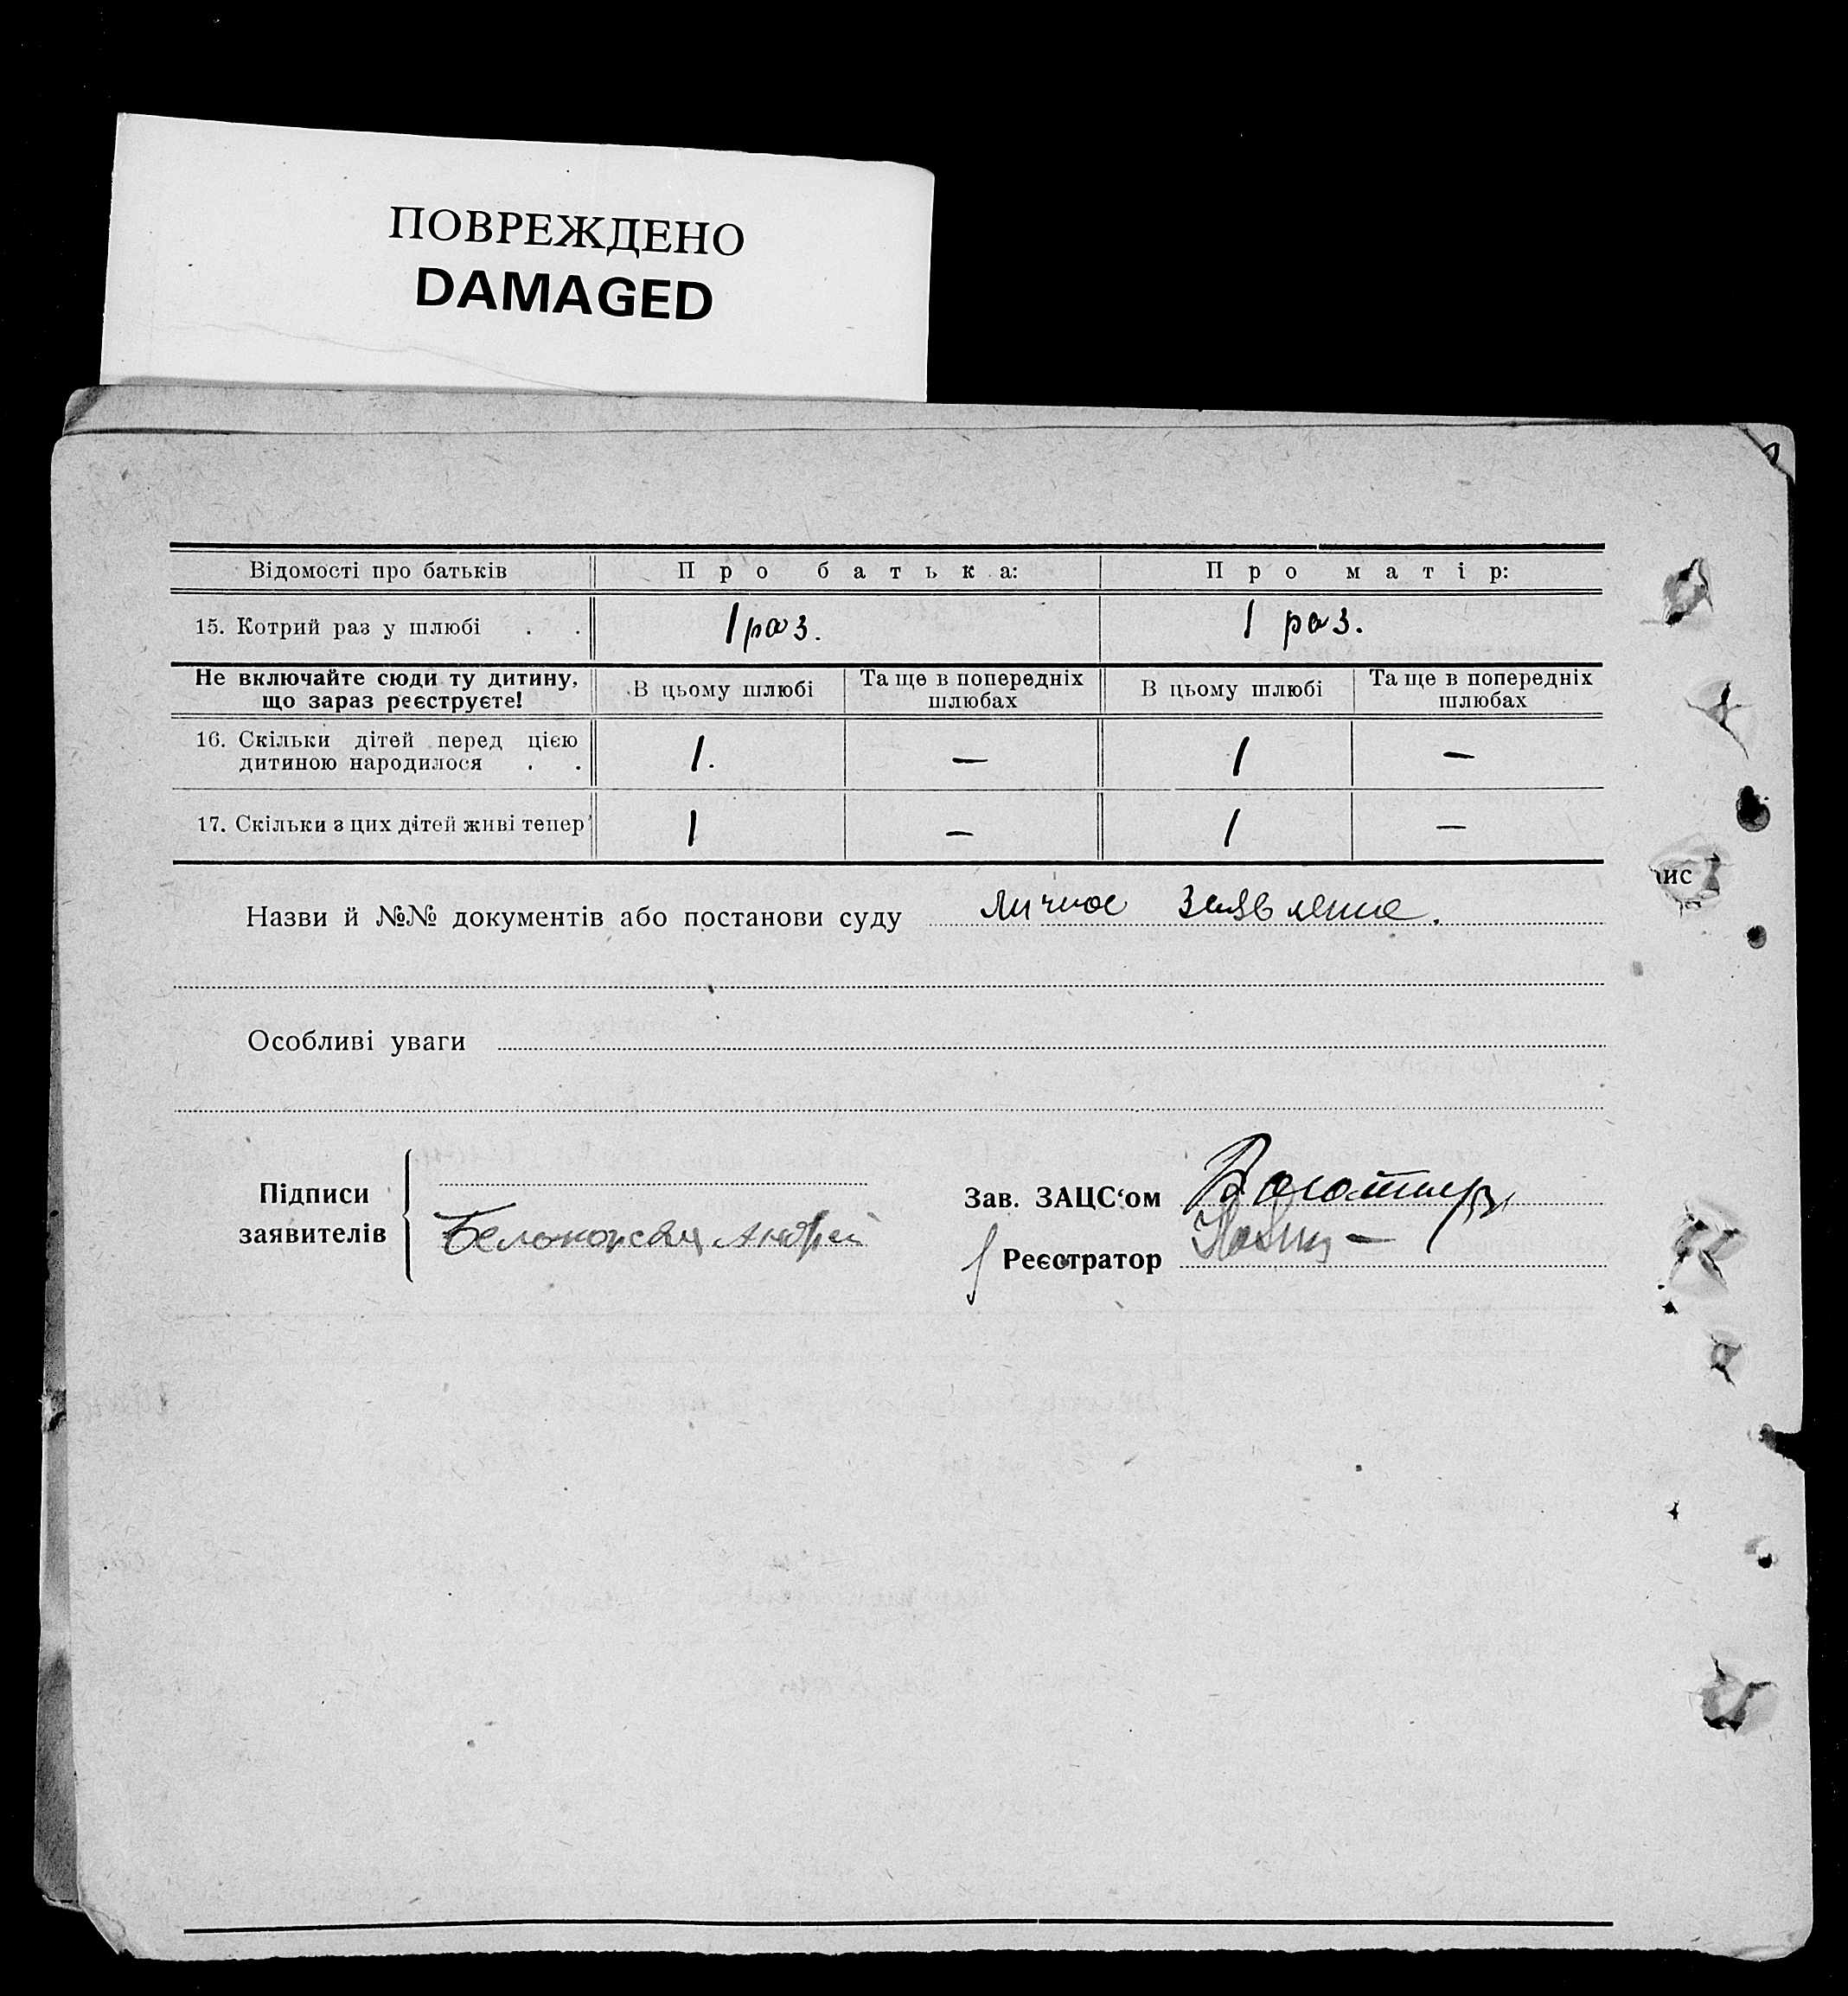 ПОВРЕЖДЕНО
DAMAGED
Відомості про батьків Про батька: Про матір:
15. Котрий раз у шлюбі . . 1 раз. 1 раз.
Не включайте сюди ту дитину, що зараз реєструєте! В цьому шлюбі Та ще в попередніх шлюбах В цьому шлюбі Та ще в попередніх шлюбах
16. Скільки дітей перед цією дитиною народилося . . 1. — 1 —
17. Скільки з цих дітей живі тепер 1 — 1 —
ис
Назви й №№ документів або постанови суду личное заявление.
Особливі уваги
Підписи заявителів
Андрей
Зав. ЗАЦС‘ом
Реєстратор